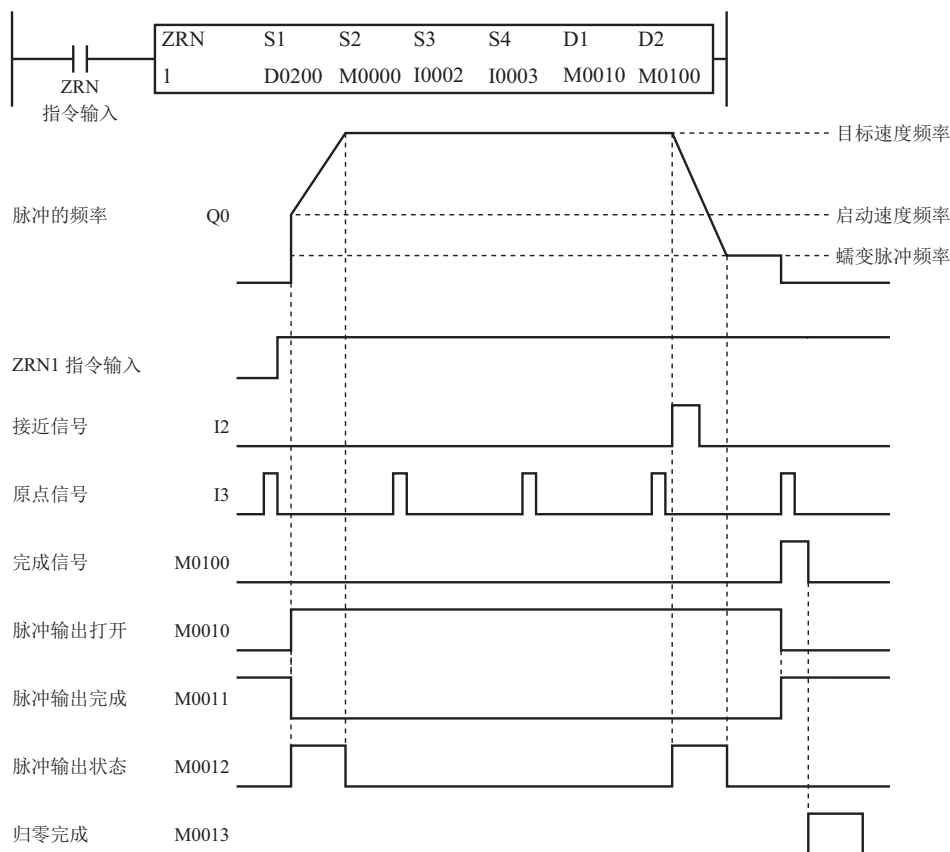 ZRN S1 S2 S3 S4 D1 D2
1 D0200 M0000 I0002 I0003 M0010 M0100
ZRN
指令输入
目标速度频率
脉冲的频率 Q0
启动速度频率
蠕变脉冲频率
ZRN1 指令输入
接近信号 I2
原点信号 I3
完成信号 M0100
脉冲输出打开 M0010
脉冲输出完成 M0011
脉冲输出状态 M0012
归零完成 M0013